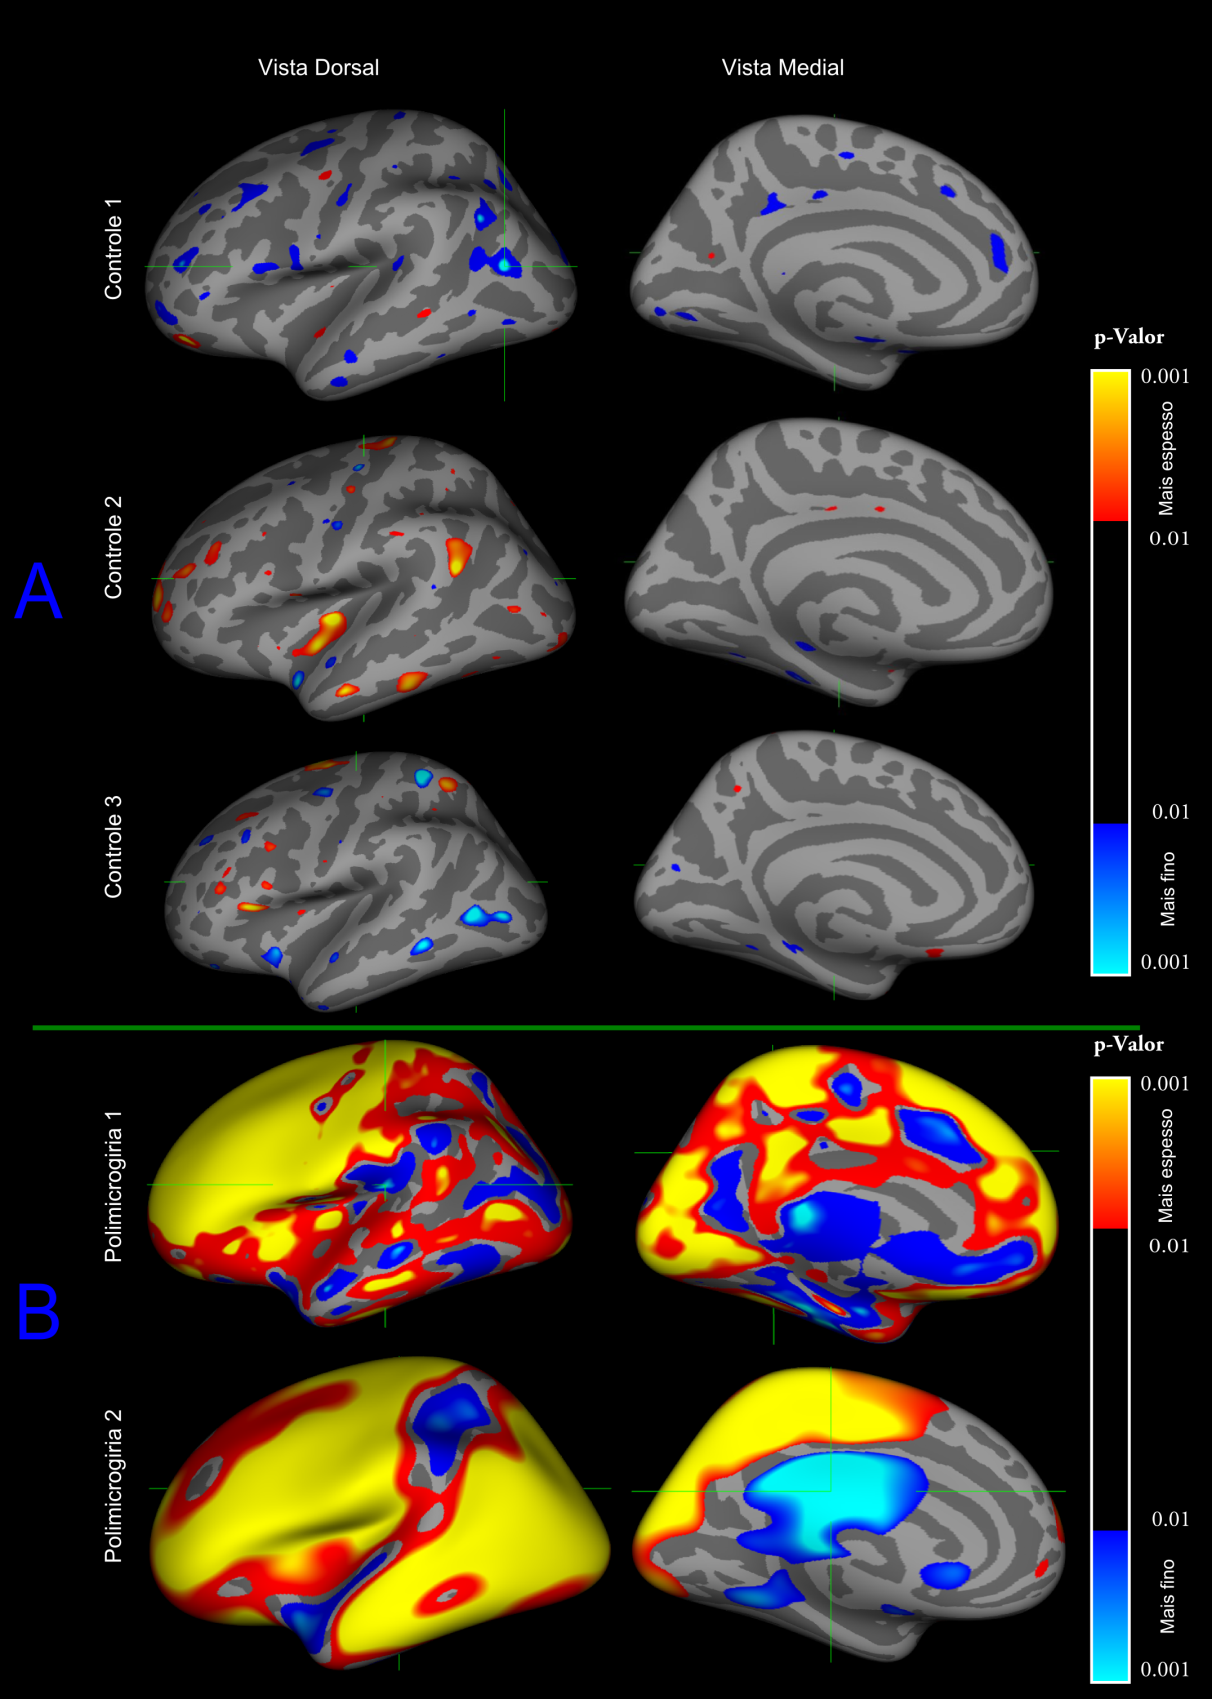 Vista Dorsal
Vista Medial
Controle 1
Controle 2
Controle 3
A
p-Valor
0.001
Mais espesso
0.01
0.01
Mais fino
0.001
Polimicrogiria 1
Polimicrogiria 2
B
p-Valor
0.001
Mais espesso
0.01
0.01
Mais fino
0.001